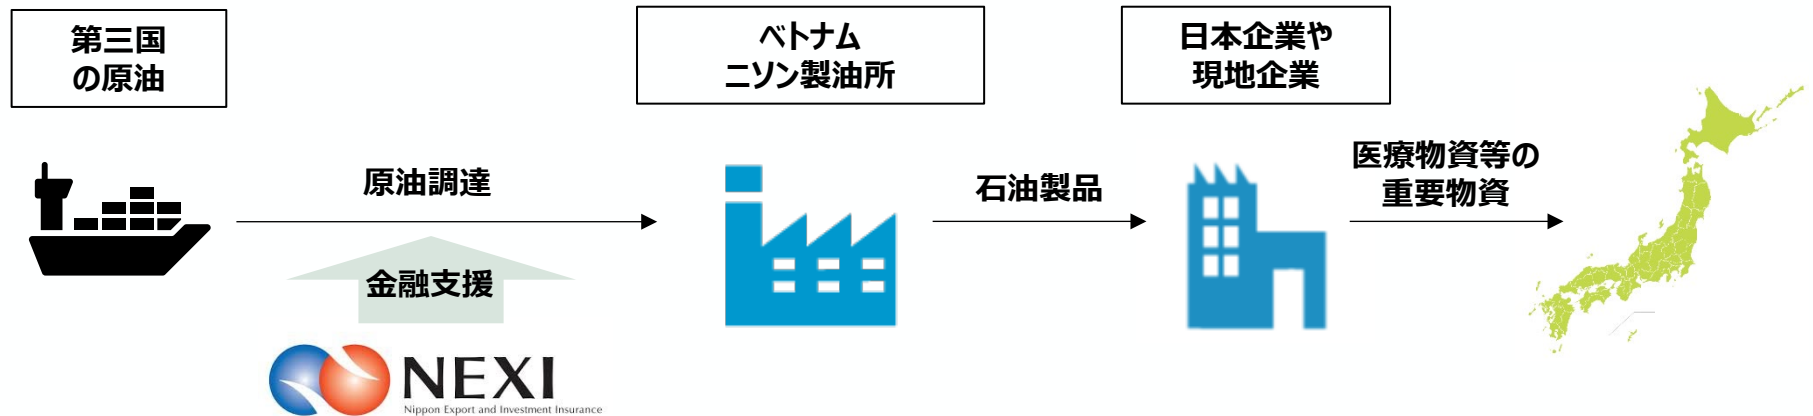 第三国
の原油
ベトナム
ニソン製油所
日本企業や
現地企業
原油調達
石油製品
医療物資等の
重要物資
金融支援
NEXI
Nippon Export and Investment Insurance